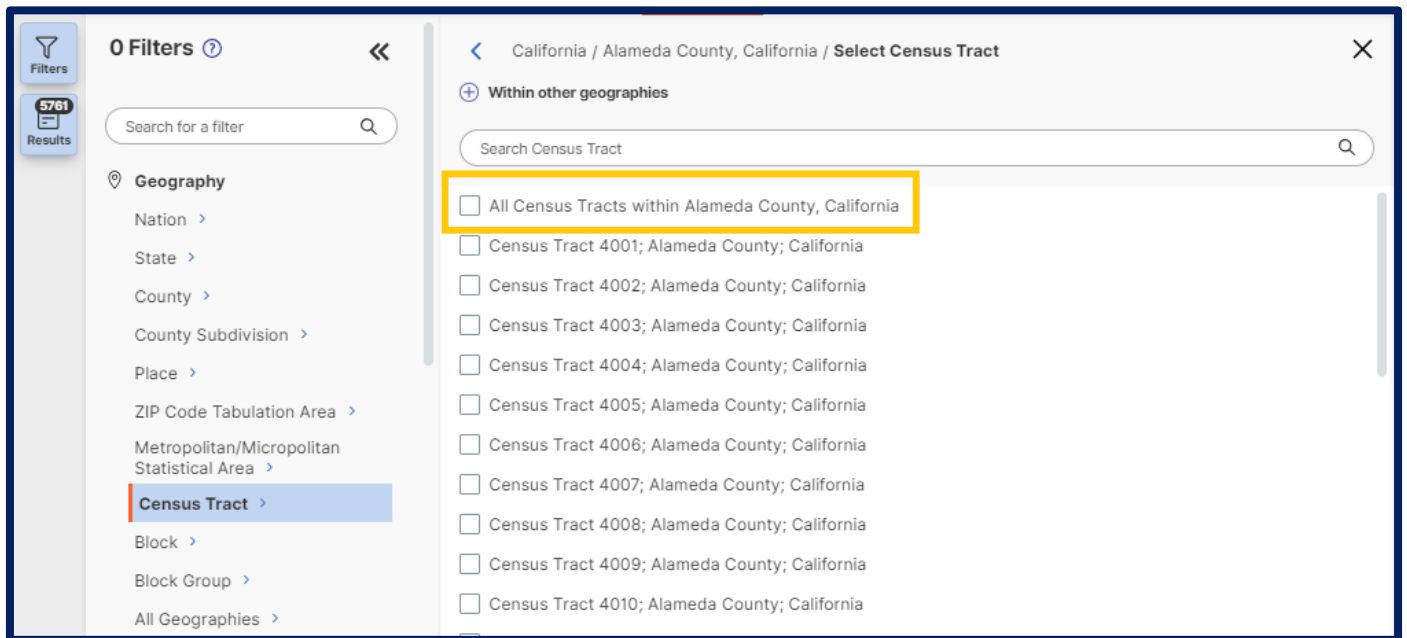 Filters
5761
Results
0 Filters ?
Search for a filter
Geography
Nation
State
County
County Subdivision
Place
ZIP Code Tabulation Area
Metropolitan/Micropolitan
Statistical Area
Census Tract
Block
Block Group
All Geographies
California / Alameda County, California / Select Census Tract
Within other geographies
Search Census Tract
All Census Tracts within Alameda County, California
Census Tract 4001; Alameda County; California
Census Tract 4002; Alameda County; California
Census Tract 4003; Alameda County; California
Census Tract 4004; Alameda County; California
Census Tract 4005; Alameda County; California
Census Tract 4006; Alameda County; California
Census Tract 4007; Alameda County; California
Census Tract 4008; Alameda County; California
Census Tract 4009; Alameda County; California
Census Tract 4010; Alameda County; California